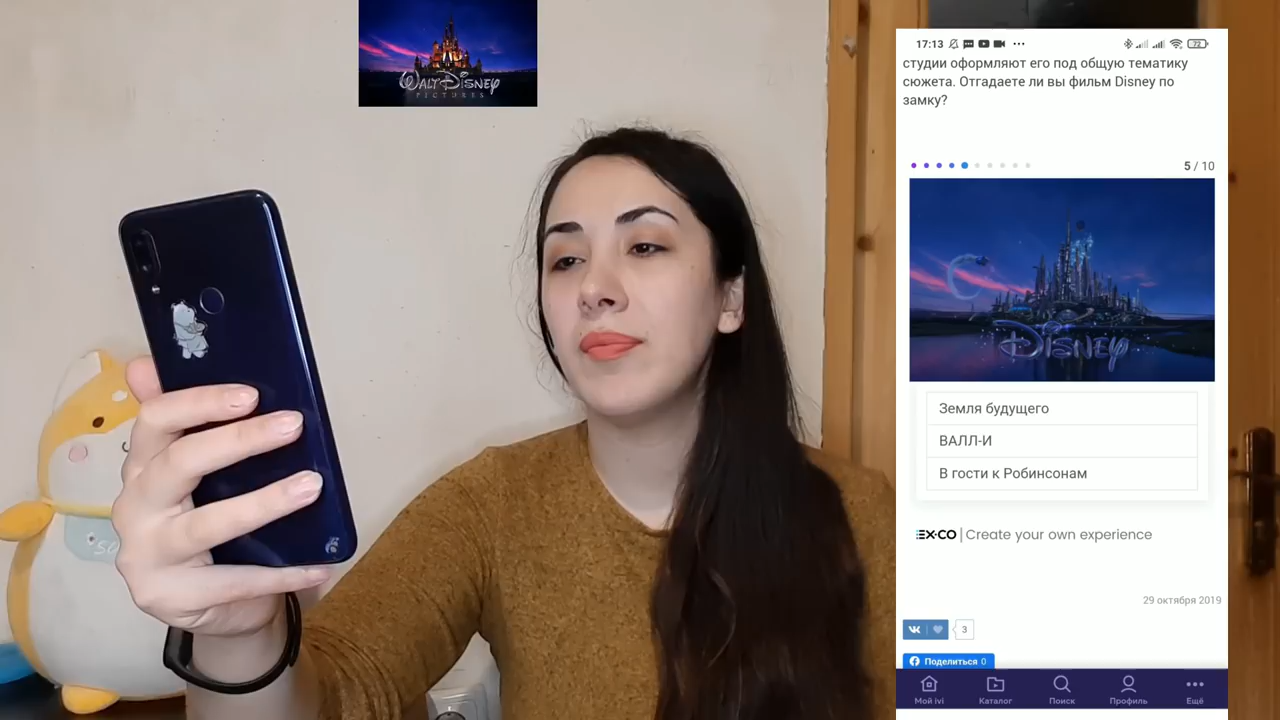 WALT DISNEY
PICTURES
17:13
72
студии оформляют его под общую тематику
сюжета. Отгадаете ли вы фильм Disney по
замку?
5 / 10
DISNEY
Земля будущего
ВАЛЛ-И
В гости к Робинсонам
EX·CO | Create your own experience
29 октября 2019
3
Поделиться 0
Мой ivi
Каталог
Поиск
Профиль
Ещё